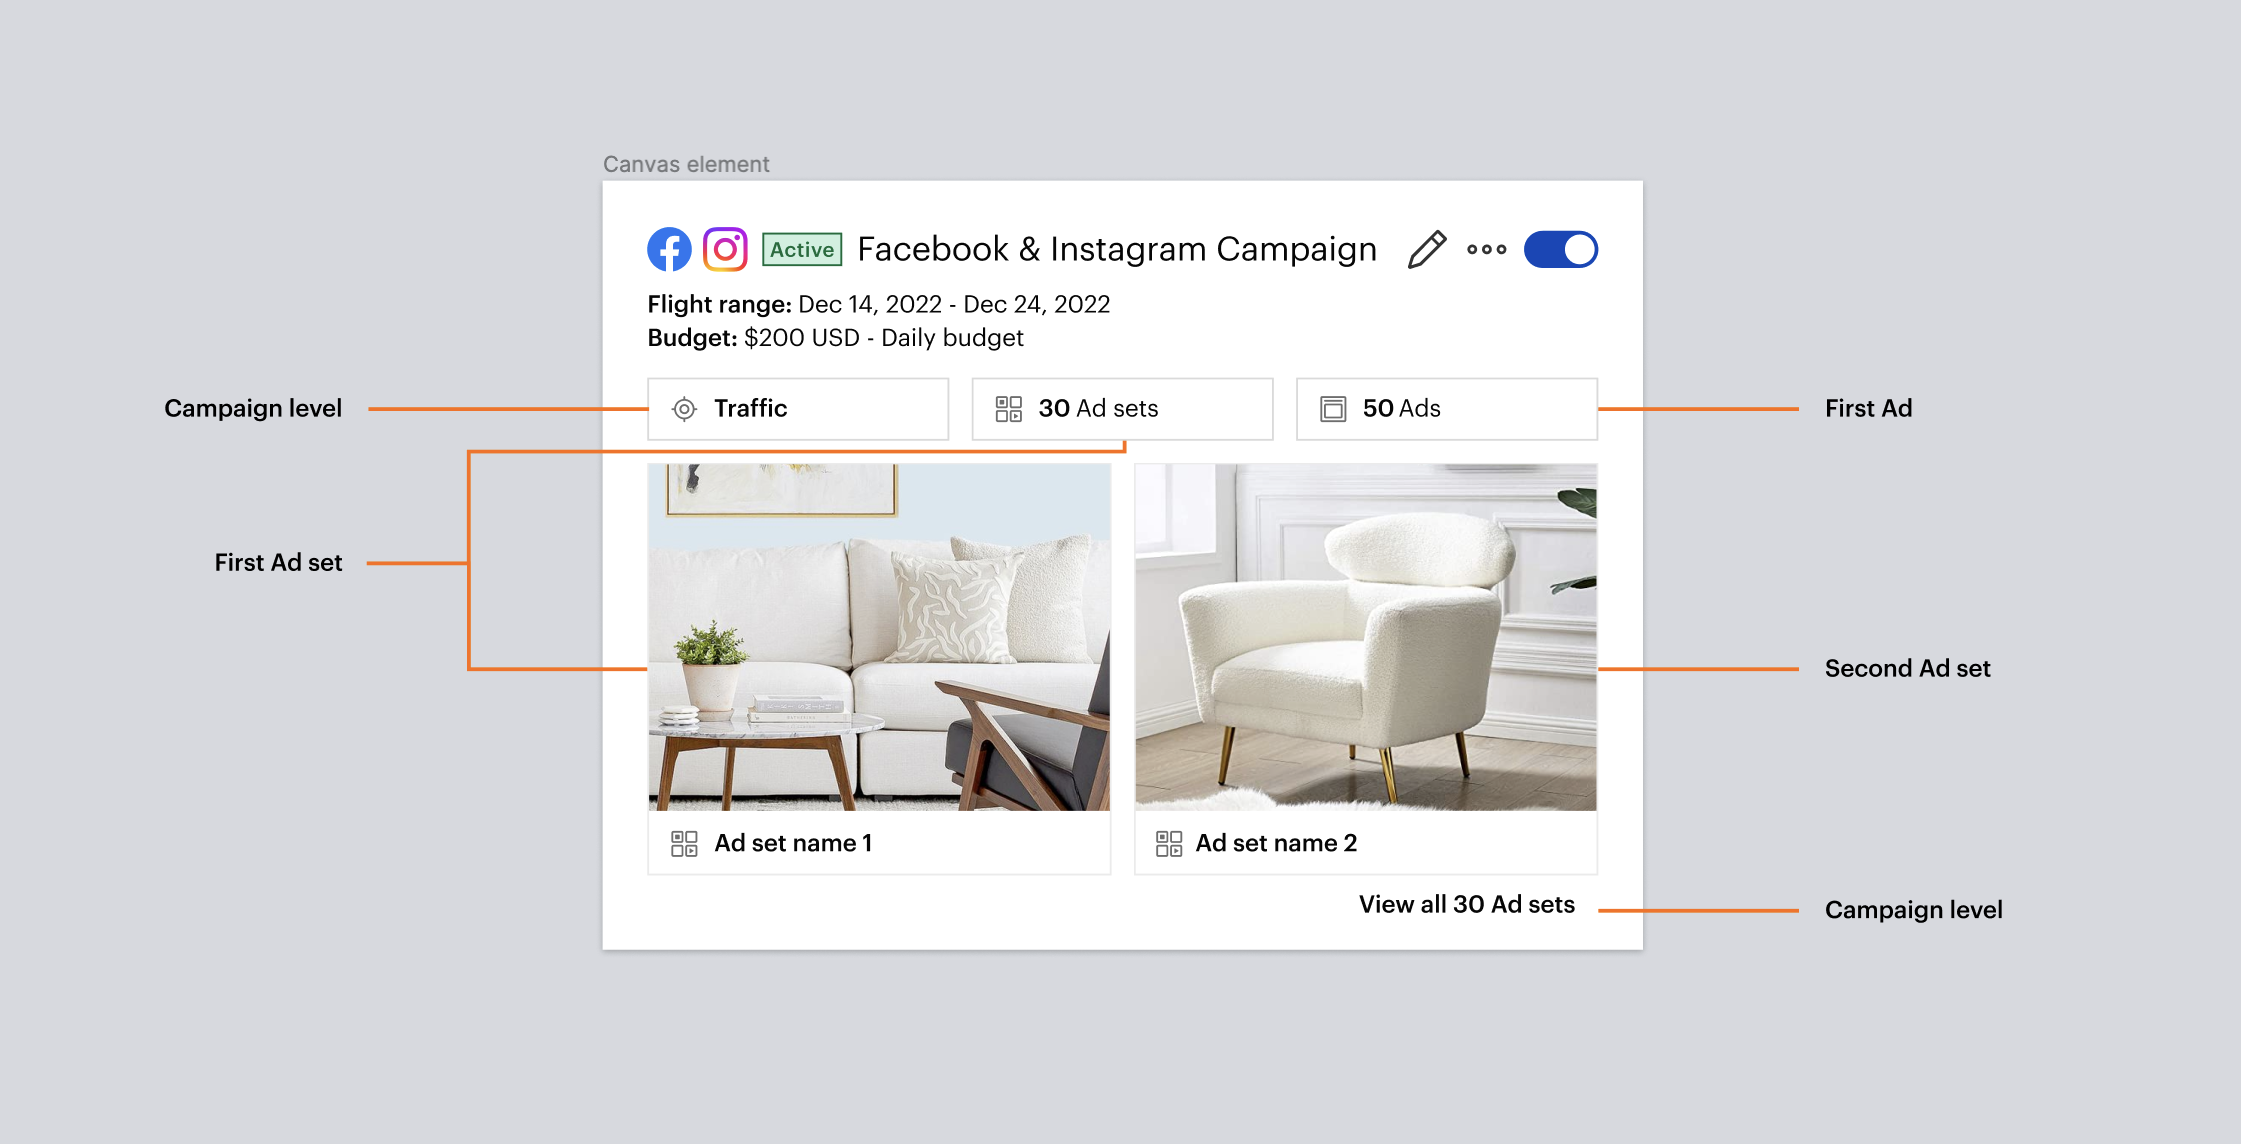 Canvas element
Active Facebook & Instagram Campaign
Flight range: Dec 14, 2022 - Dec 24, 2022
Budget: $200 USD - Daily budget
Campaign level
Traffic
30 Ad sets
50 Ads
First Ad
First Ad set
Second Ad set
Ad set name 1
Ad set name 2
View all 30 Ad sets
Campaign level